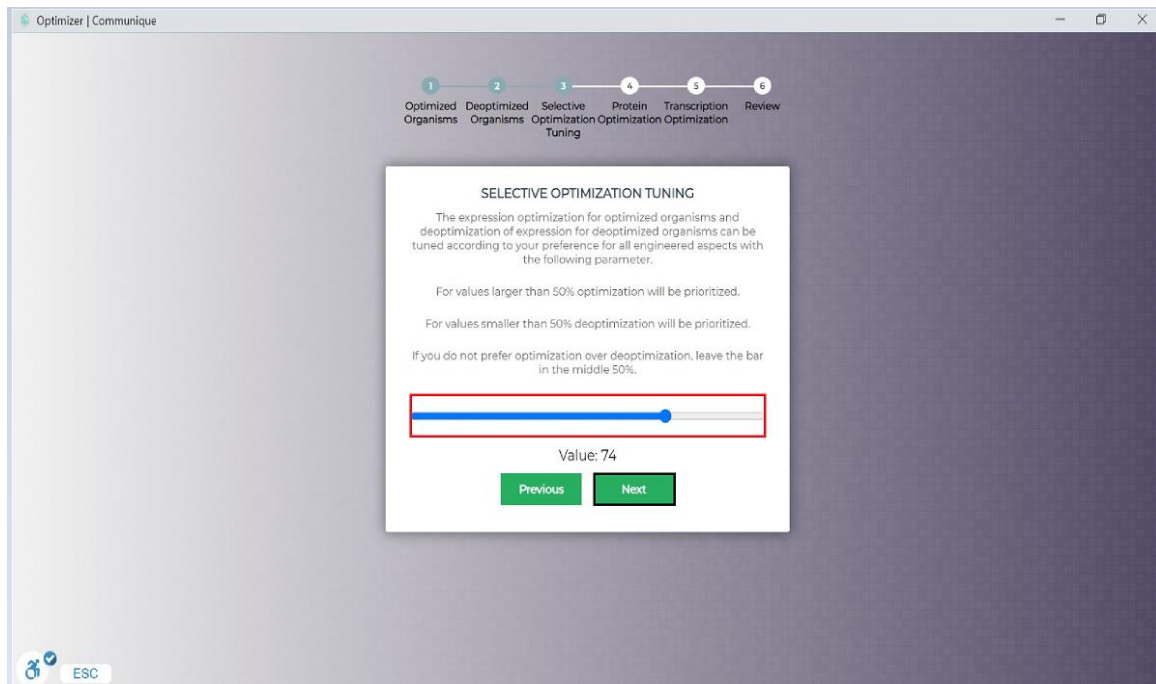 Optimizer | Communique
1 2 3 4 5 6
Optimized Deoptimized Selective Protein Transcription Review
Organisms Organisms Optimization Optimization Optimization
Tuning
SELECTIVE OPTIMIZATION TUNING
The expression optimization for optimized organisms and
deoptimization of expression for deoptimized organisms can be
tuned according to your preference for all engineered aspects with
the following parameter.
For values larger than 50% optimization will be prioritized.
For values smaller than 50% deoptimization will be prioritized.
If you do not prefer optimization over deoptimization, leave the bar
in the middle 50%.
Value: 74
Previous Next
ESC